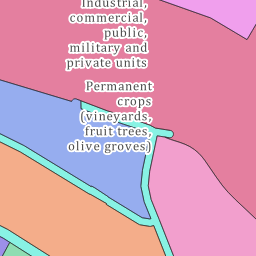 Industrial,
commercial,
public,
military and
private units
Permanent
crops
(vineyards,
fruit trees,
olive groves)